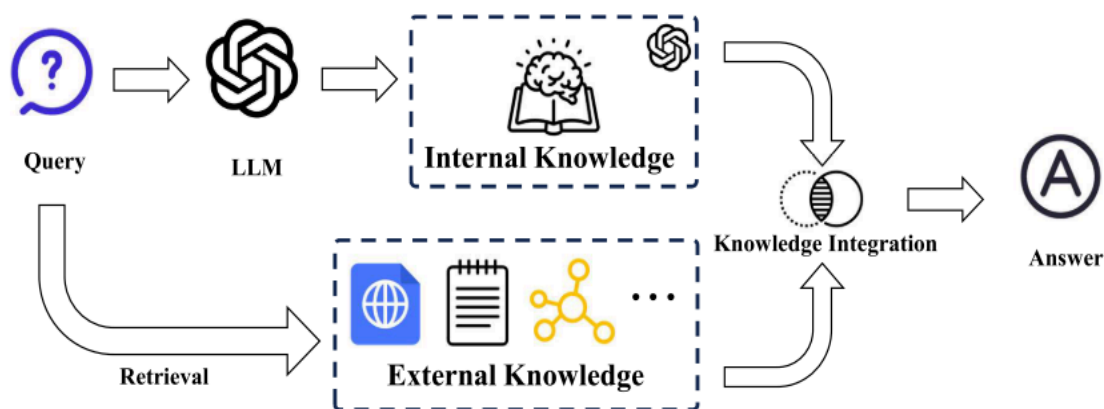 ?
Query
LLM
Internal Knowledge
Knowledge Integration
A
Answer
Retrieval
...
External Knowledge